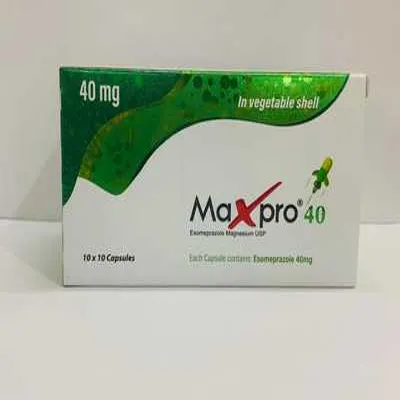 40 mg
In vegetable shell
Maxpro® 40
Esomeprazole Magnesium USP
10 x 10 Capsules
Each Capsule contains: Esomeprazole 40mg